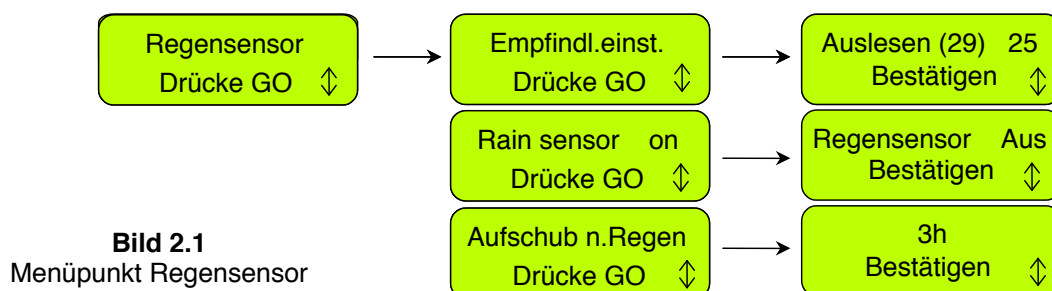 Regensensor
Drücke GO
Empfindl.einst.
Drücke GO
Auslesen (29) 25
Bestätigen
Rain sensor on
Drücke GO
Regensensor Aus
Bestätigen
Aufschub n.Regen
Drücke GO
3h
Bestätigen
Bild 2.1
Menüpunkt Regensensor